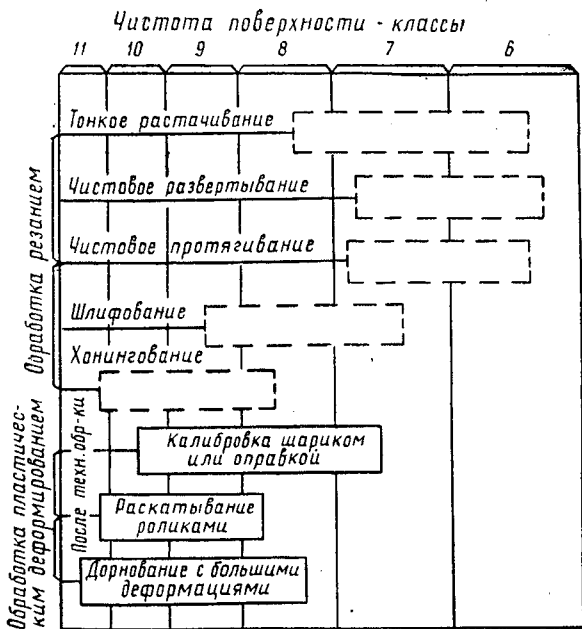 Чистота поверхности - классы
11 10 9 8 7 6
Тонкое растачивание
Чистовое развертывание
Чистовое протягивание
Шлифование
Хонингование
Калибровка шариком
или оправкой
Раскатывание
роликами
Дорнование с большими
деформациями
Обработка резанием
Обработка пластичес-
ким деформированием
После техн. обр-ки